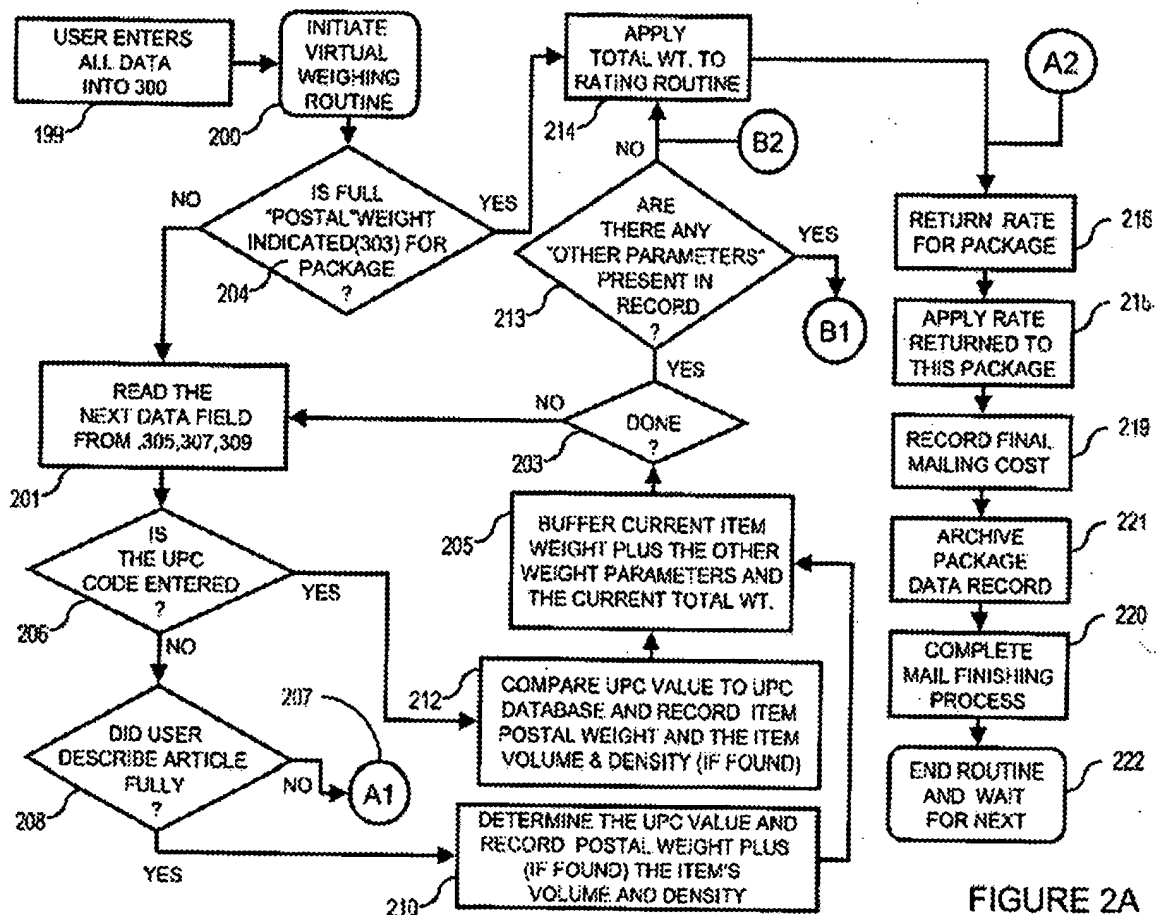 USER ENTERS
ALL DATA
INTO 300
199
INITIATE
VIRTUAL
WEIGHING
ROUTINE
200
APPLY
TOTAL WT. TO
RATING ROUTINE
214
A2
B2
NO
IS FULL
"POSTAL"WEIGHT
INDICATED(303) FOR
PACKAGE
?
204
NO
YES
ARE
THERE ANY
"OTHER PARAMETERS"
PRESENT IN
RECORD
?
213
YES
B1
YES
READ THE
NEXT DATA FIELD
FROM ,305,307,309
201
DONE
?
203
NO
IS
THE UPC
CODE ENTERED
?
206
YES
NO
BUFFER CURRENT ITEM
WEIGHT PLUS THE OTHER
WEIGHT PARAMETERS AND
THE CURRENT TOTAL WT.
205
COMPARE UPC VALUE TO UPC
DATABASE AND RECORD ITEM
POSTAL WEIGHT AND THE ITEM
VOLUME & DENSITY (IF FOUND)
212
DID USER
DESCRIBE ARTICLE
FULLY
?
208
NO
207
A1
YES
DETERMINE THE UPC VALUE AND
RECORD POSTAL WEIGHT PLUS
(IF FOUND) THE ITEM'S
VOLUME AND DENSITY
210
RETURN RATE
FOR PACKAGE
216
APPLY RATE
RETURNED TO
THIS PACKAGE
RECORD FINAL
MAILING COST
219
ARCHIVE
PACKAGE
DATA RECORD
221
COMPLETE
MAIL FINISHING
PROCESS
220
END ROUTINE
AND WAIT
FOR NEXT
222
FIGURE 2A